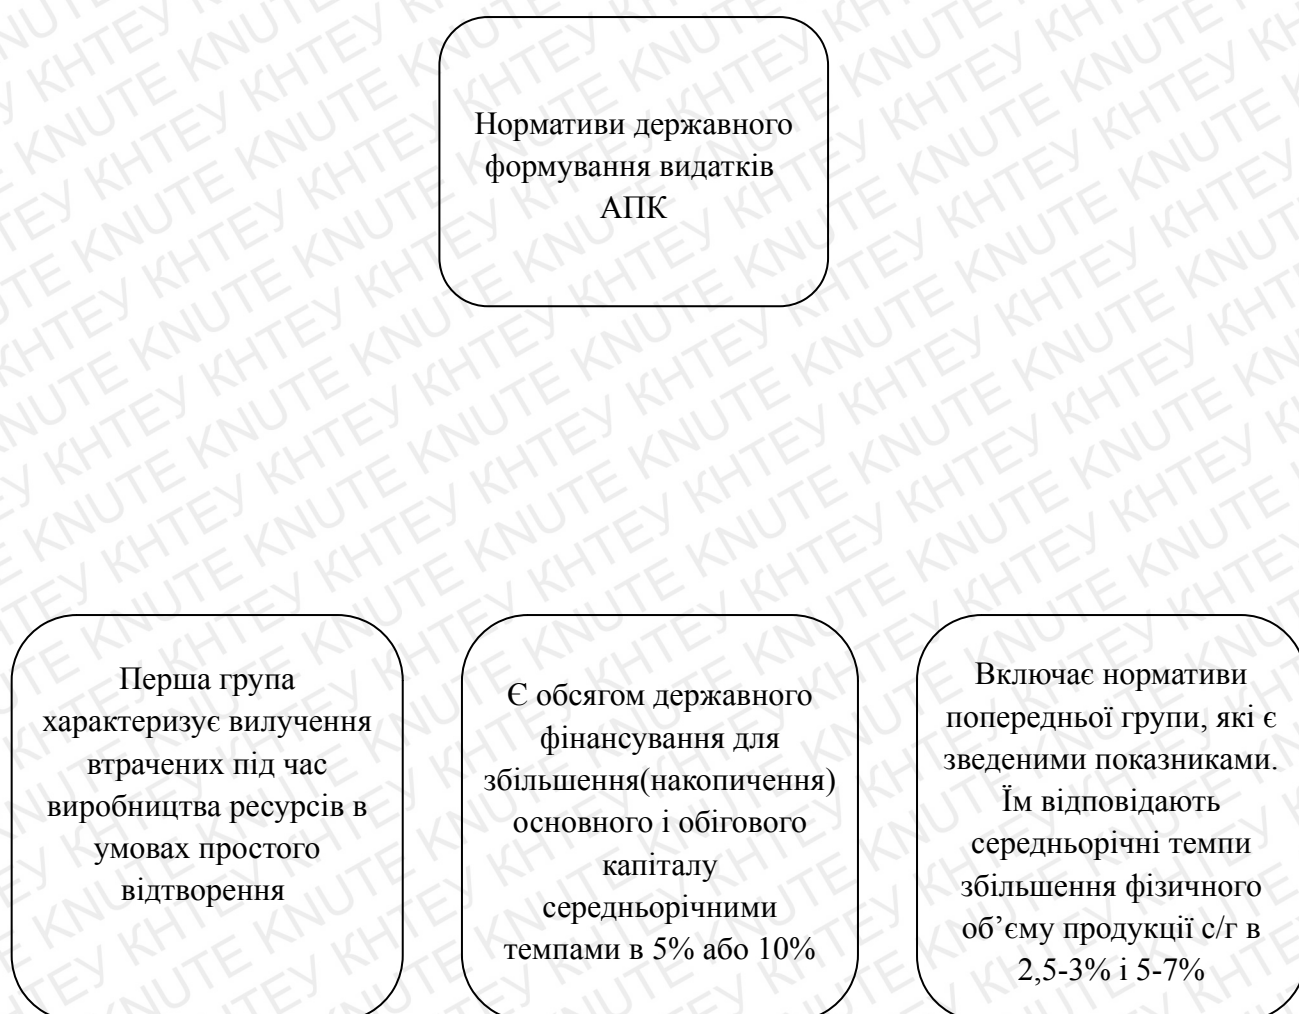 Нормативи державного
формування видатків
АПК
Перша група
характеризує вилучення
втрачених під час
виробництва ресурсів в
умовах простого
відтворення
Є обсягом державного
фінансування для
збільшення(накопичення)
основного і обігового
капіталу
середньорічними
темпами в 5% або 10%
Включає нормативи
попередньої групи, які є
зведеними показниками.
Їм відповідають
середньорічні темпи
збільшення фізичного
об’єму продукції с/г в
2,5-3% і 5-7%